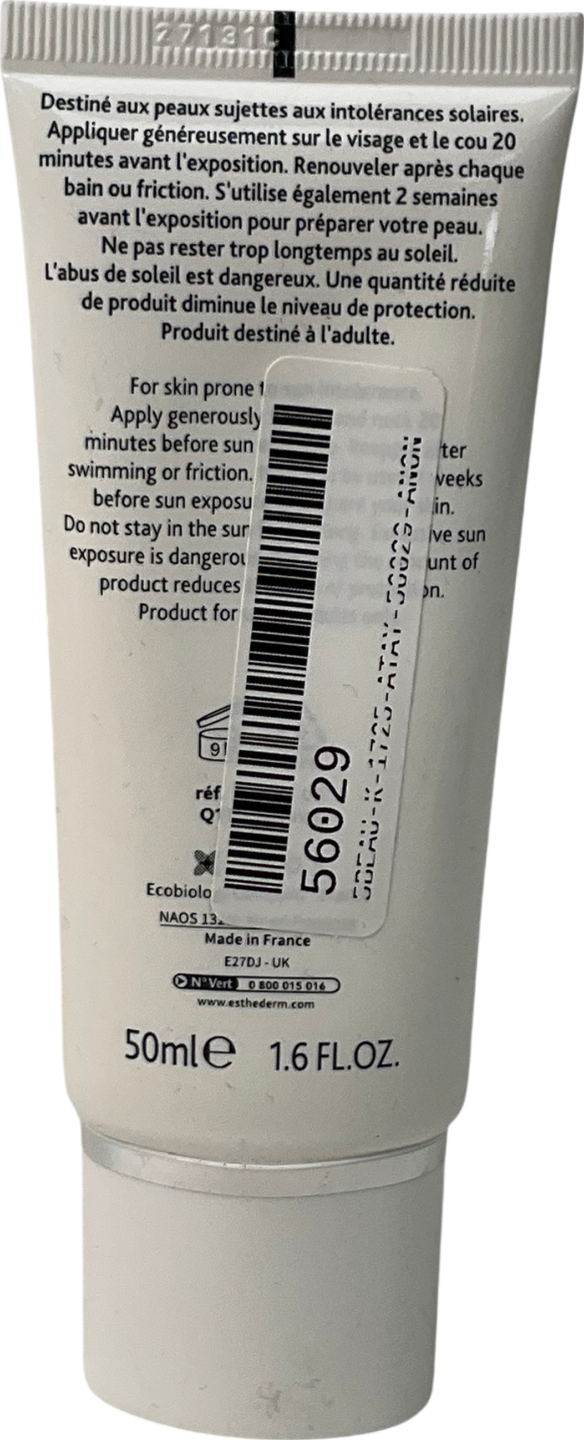 27131C
Destiné aux peaux sujettes aux intolérances solaires.
Appliquer généreusement sur le visage et le cou 20
minutes avant l'exposition. Renouveler après chaque
bain ou friction. S'utilise également 2 semaines
avant l'exposition pour préparer votre peau.
Ne pas rester trop longtemps au soleil.
L'abus de soleil est dangereux. Une quantité réduite
de produit diminue le niveau de protection.
Produit destiné à l'adulte.
For skin prone
Apply generously
minutes before sun
swimming or friction. weeks
before sun
Do not stay in the sun
exposure is
product reduces
Product for
56029
réf
Made in France
E27DJ - UK
N° Vert 0 800 015 016
www.esthederm.com
50ml℮ 1.6 FL.OZ.